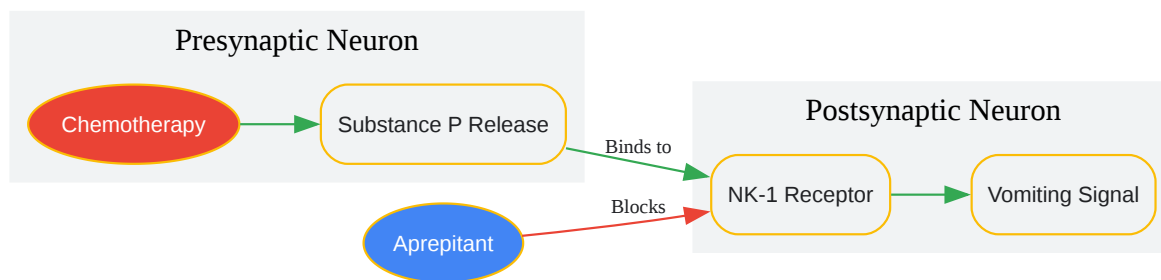 Presynaptic Neuron
Chemotherapy
Substance P Release
Binds to
Postsynaptic Neuron
NK-1 Receptor
Vomiting Signal
Blocks
Aprepitant